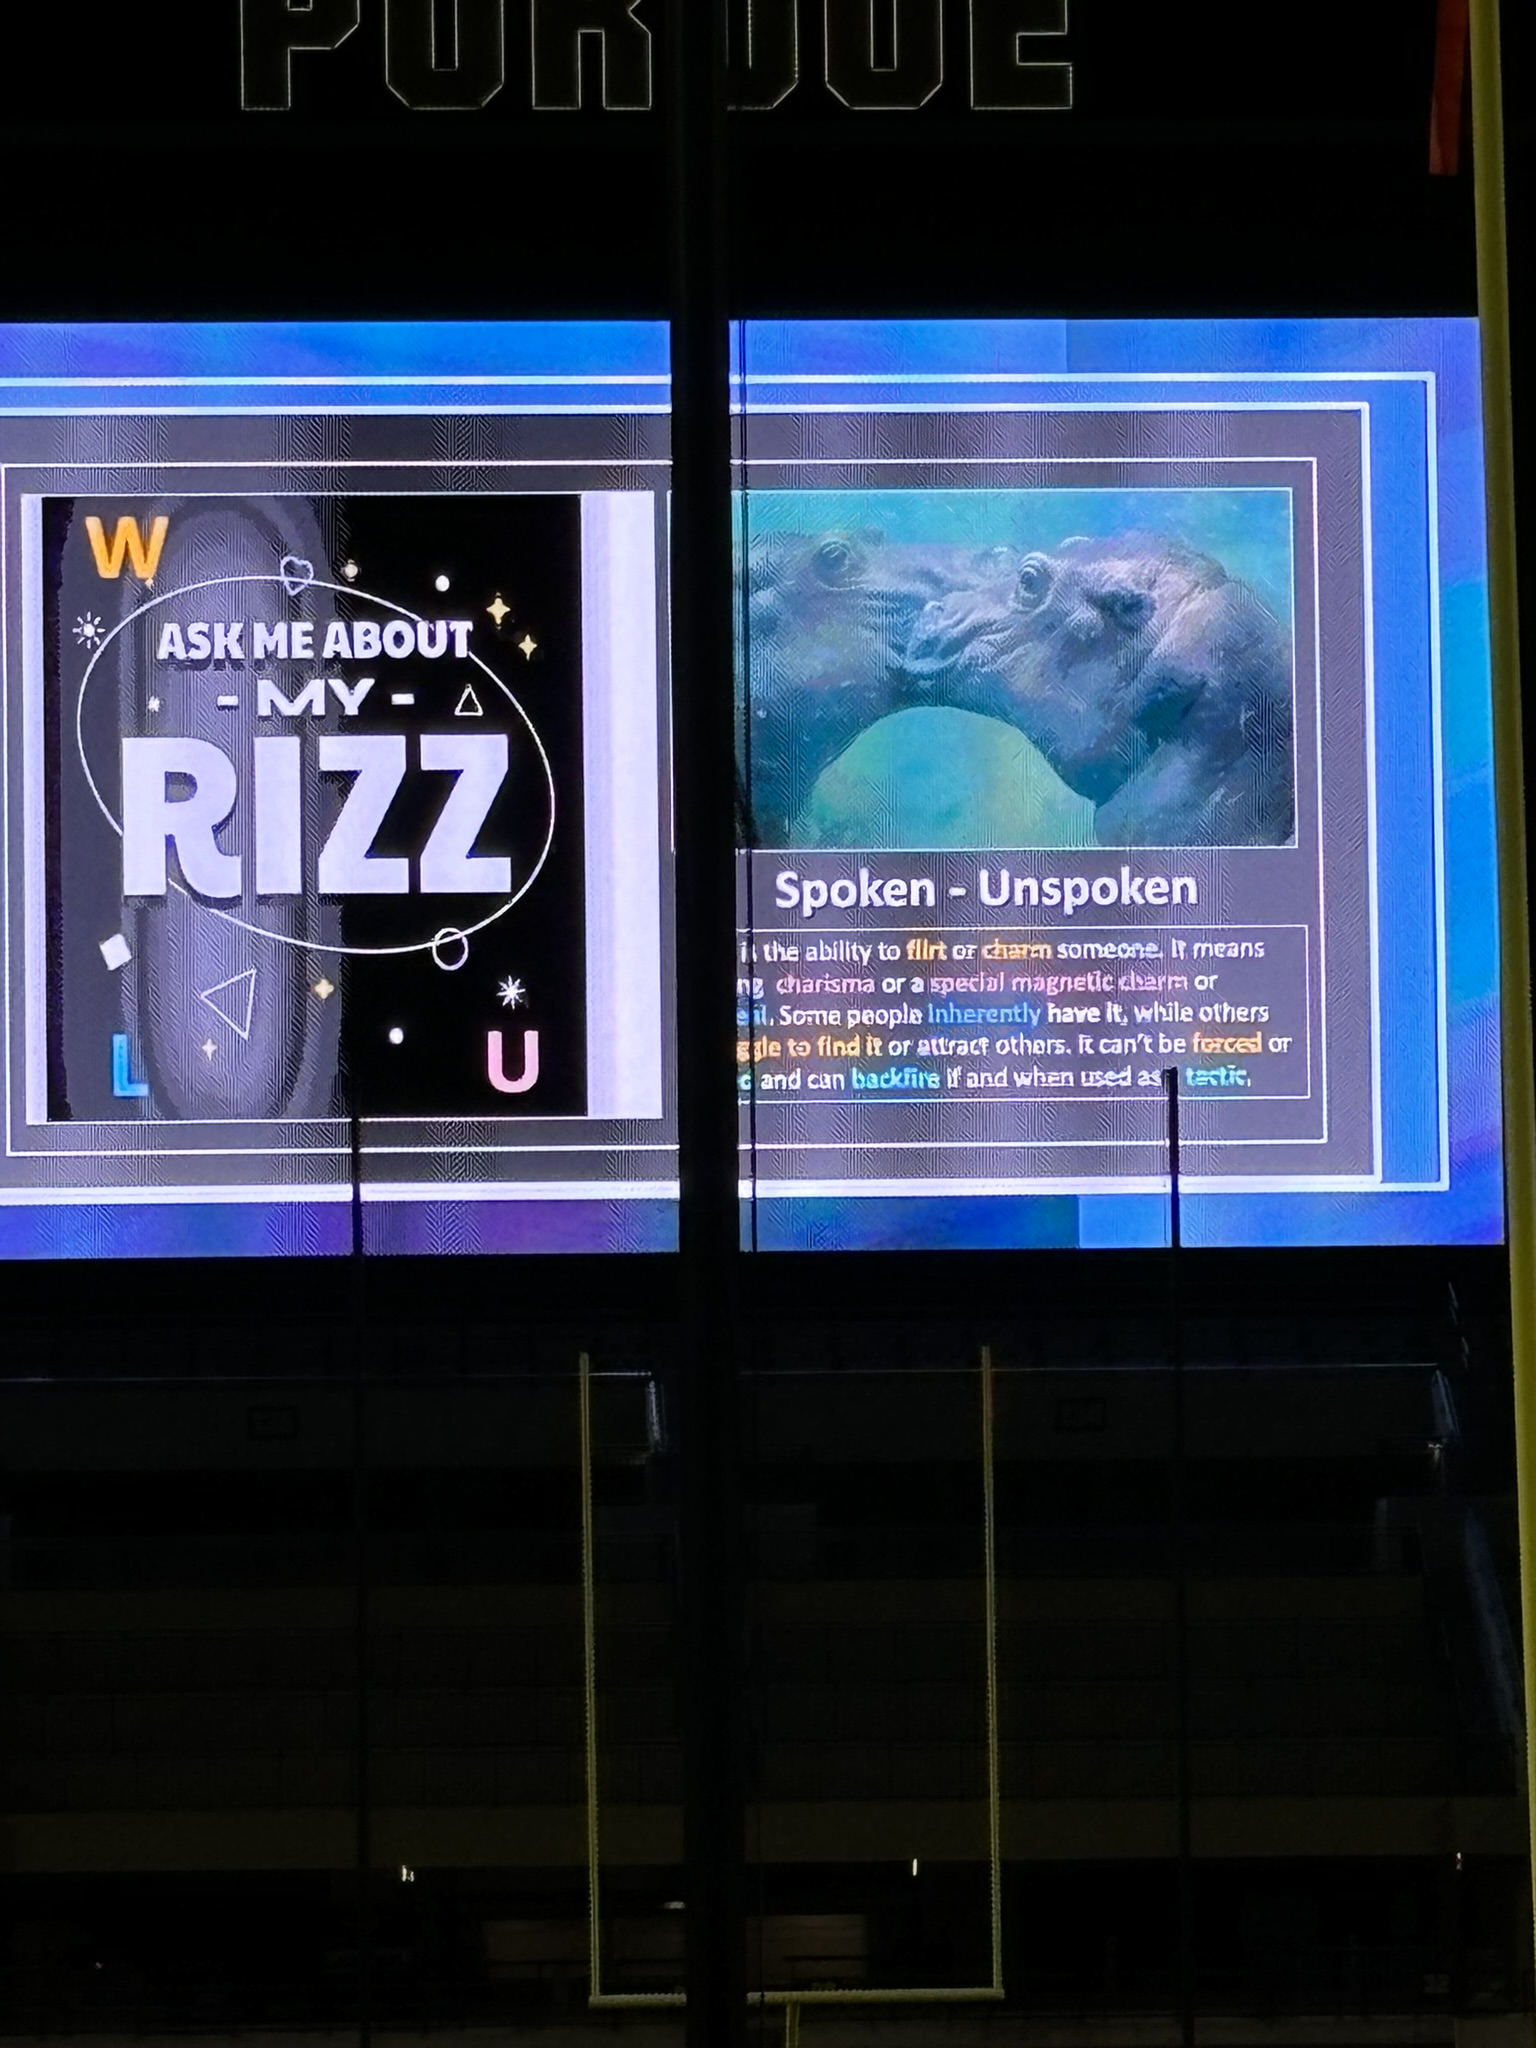 PURDUE
W
ASK ME ABOUT
- MY -
RIZZ
L
U
Spoken - Unspoken
the ability to flirt or charm someone. It means
charisma or a special magnetic charm or
Some people inherently have it, while others
to find it or attract others. It can't be forced or
and can backfire if and when used as tactic.